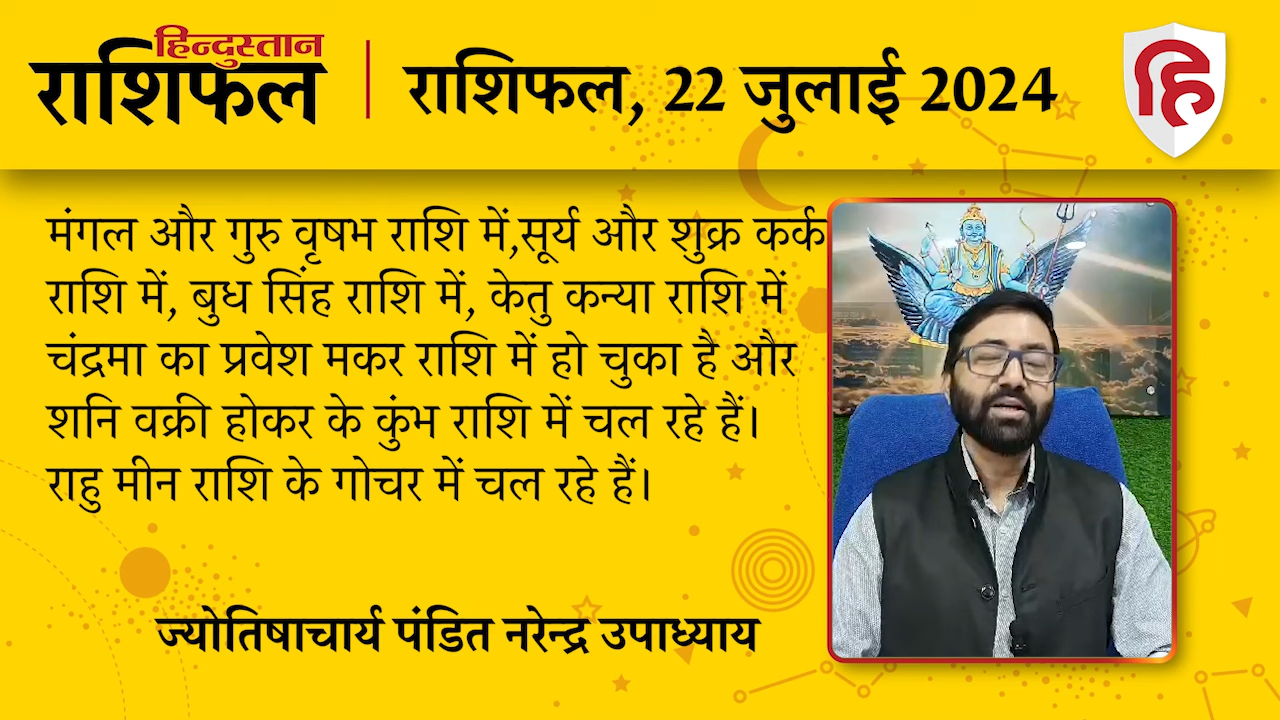 हिन्दुस्तान
राशिफल
राशिफल, 22 जुलाई 2024
हि
मंगल और गुरु वृषभ राशि में,सूर्य और शुक्र कर्क
राशि में, बुध सिंह राशि में, केतु कन्या राशि में
चंद्रमा का प्रवेश मकर राशि में हो चुका है और
शनि वक्री होकर के कुंभ राशि में चल रहे हैं।
राहु मीन राशि के गोचर में चल रहे हैं।
ज्योतिषाचार्य पंडित नरेन्द्र उपाध्याय